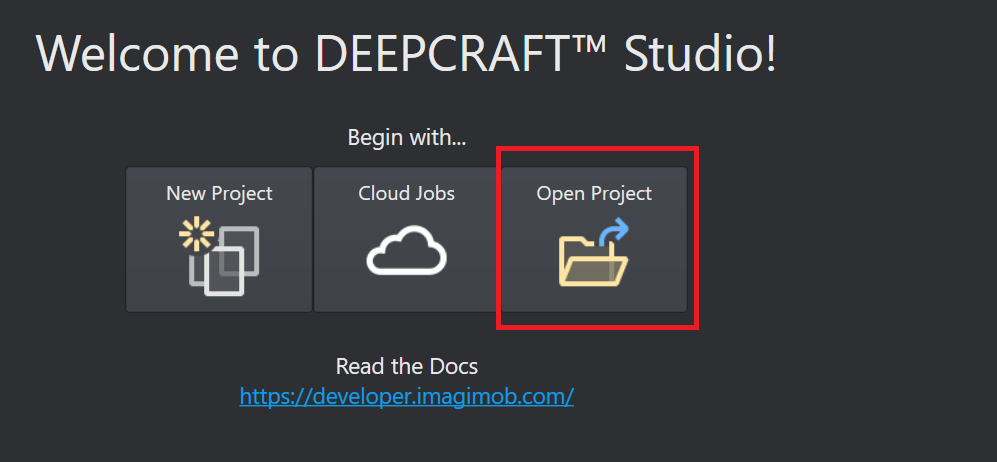 Welcome to DEEPCRAFT™ Studio!
Begin with...
New Project
Cloud Jobs
Open Project
Read the Docs
https://developer.imagimob.com/